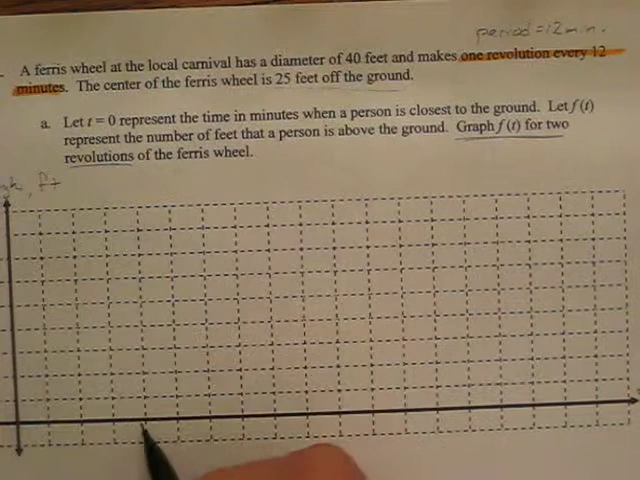 period = 12 min.
A ferris wheel at the local carnival has a diameter of 40 feet and makes one revolution every 12
minutes. The center of the ferris wheel is 25 feet off the ground.
a. Let t = 0 represent the time in minutes when a person is closest to the ground. Let f (t)
represent the number of feet that a person is above the ground. Graph f (t) for two
revolutions of the ferris wheel.
, ft